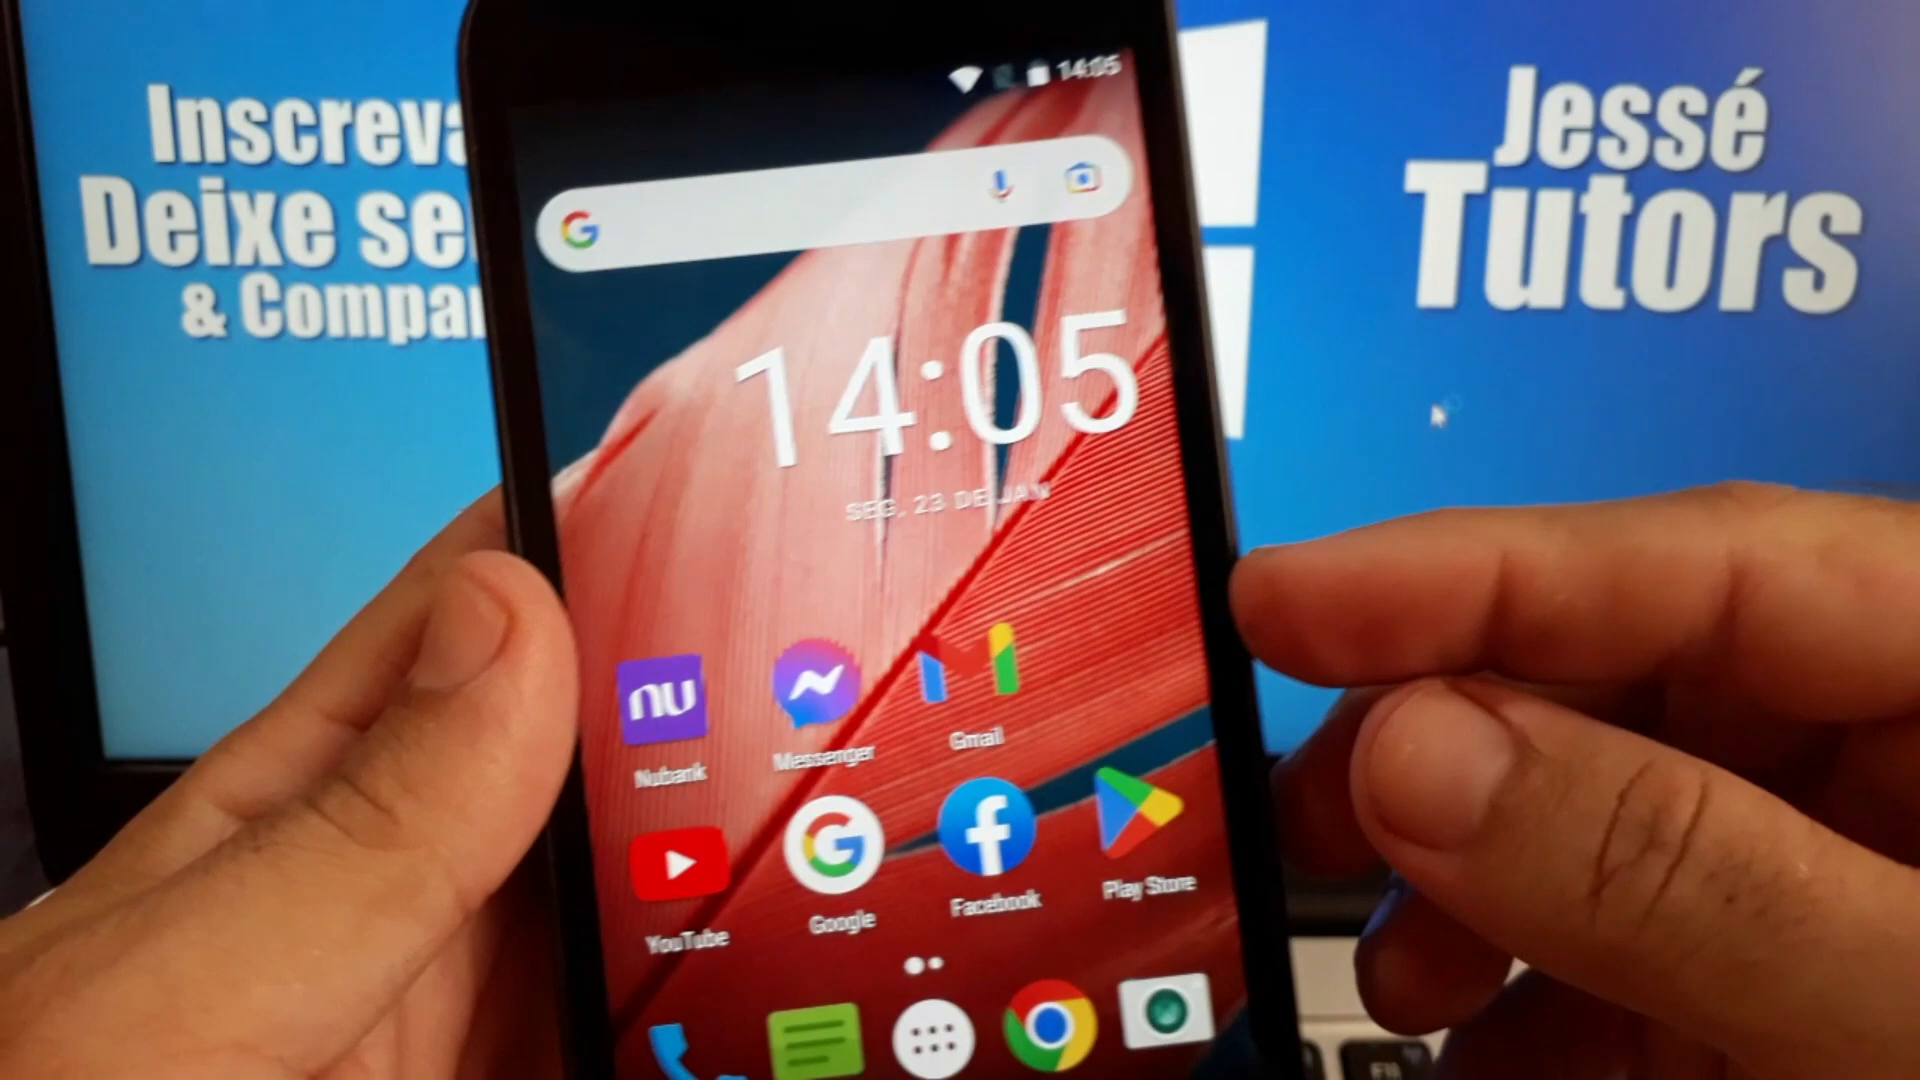 Inscreva
Deixe se
& Compar
Jessé
Tutors
14:05
14:05
SEG, 23 DE JAN
nu
Nubank
Messenger
Gmail
YouTube
Google
Facebook
Play Store
F11